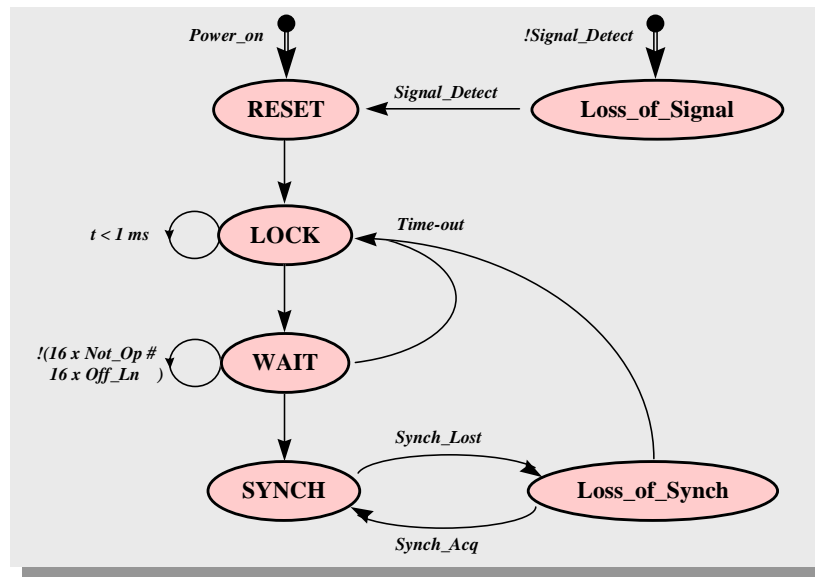 Power_on
!Signal_Detect
RESET
Signal_Detect
Loss_of_Signal
t < 1 ms
LOCK
Time-out
!(16 x Not_Op #
16 x Off_Ln )
WAIT
Synch_Lost
SYNCH
Loss_of_Synch
Synch_Acq